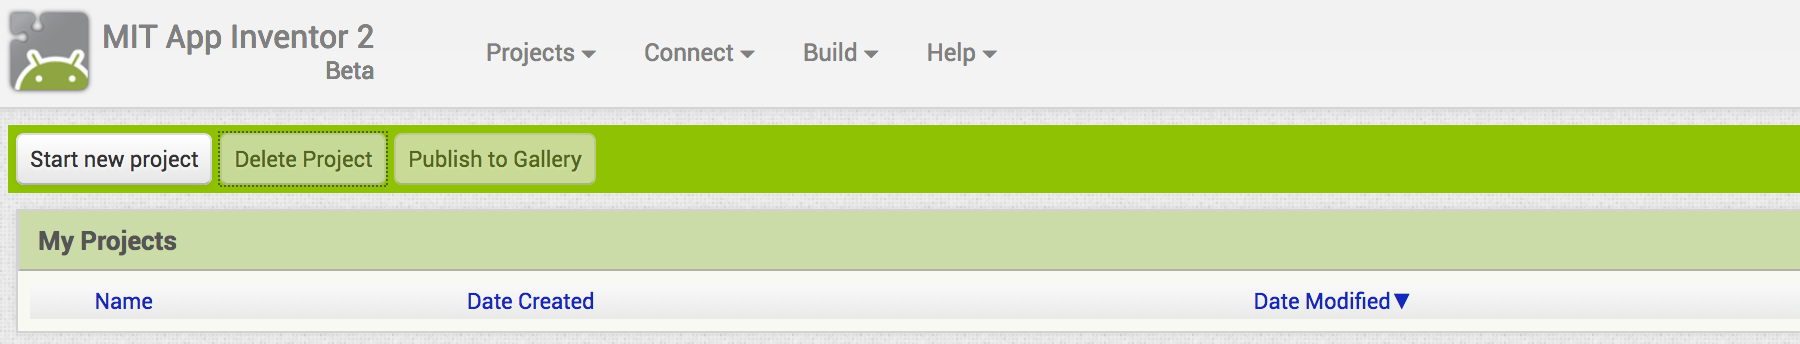 MIT App Inventor 2
Beta
Projects Connect Build Help
Start new project Delete Project Publish to Gallery
My Projects
Name Date Created Date Modified▼